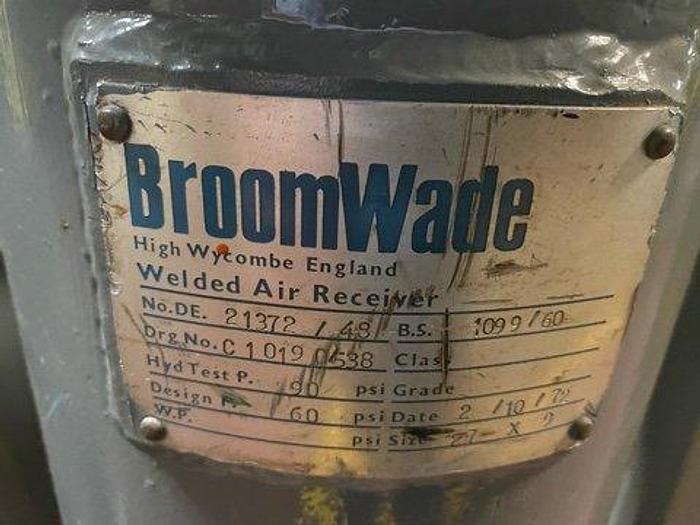 BroomWade
High Wycombe England
Welded Air Receiver
No.DE. 21372 / 48 B.S. 1099/60
Drg.No. C 1019 0538 Class
Hyd Test P. 90 psi Grade
Design P. 60 psi Date 2 /10/72
W.P. psi Size 27 X 9